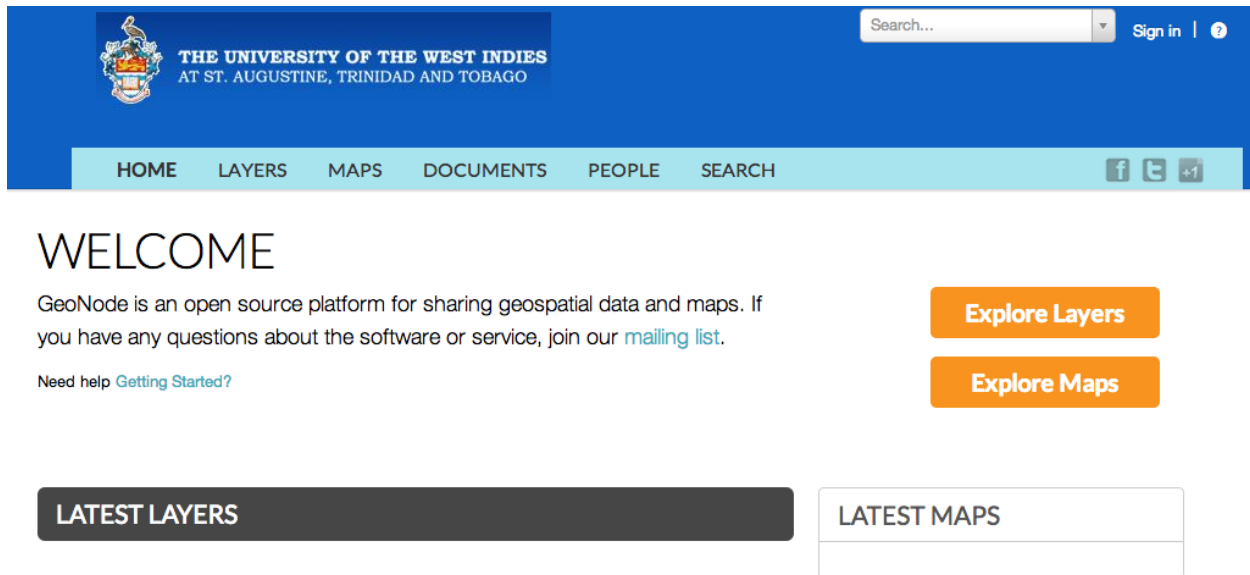 Search...
Sign in | ?
THE UNIVERSITY OF THE WEST INDIES
AT ST. AUGUSTINE, TRINIDAD AND TOBAGO
HOME LAYERS MAPS DOCUMENTS PEOPLE SEARCH
f t +1
WELCOME
GeoNode is an open source platform for sharing geospatial data and maps. If
you have any questions about the software or service, join our mailing list.
Need help Getting Started?
Explore Layers
Explore Maps
LATEST LAYERS
LATEST MAPS